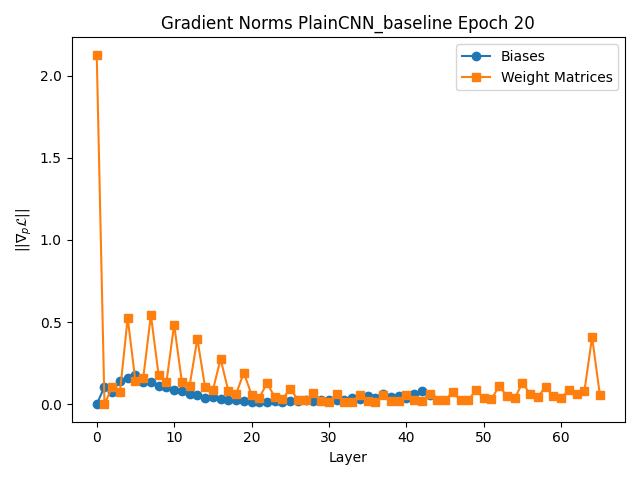 Gradient Norms PlainCNN_baseline Epoch 20
Biases
Weight Matrices
||∇pℒ||
2.0
1.5
1.0
0.5
0.0
0 10 20 30 40 50 60
Layer